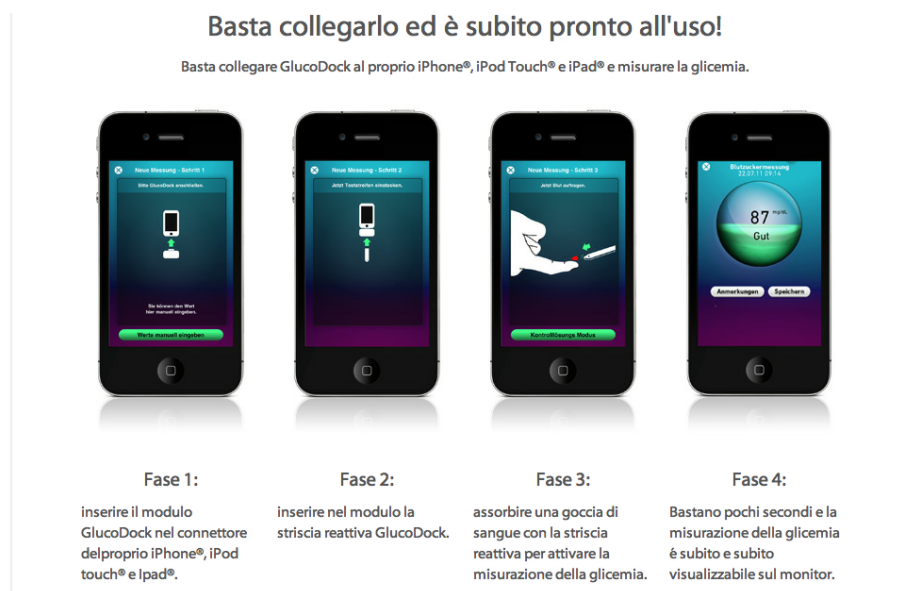 Basta collegarlo ed è subito pronto all'uso!
Basta collegare GlucoDock al proprio iPhone®, iPod Touch® e iPad® e misurare la glicemia.
Neue Messung - Schritt 1
Bitte GlucoDock anschließen.
Sie können den Wert
hier manuell eingeben.
Werte manuell eingeben
Neue Messung - Schritt 2
Jetzt Teststreifen einstecken.
Neue Messung - Schritt 3
Jetzt Blut auftragen.
Kontrolllösungs Modus
Blutzuckermessung
22.07.11 09:14
87 mg/dL
Gut
Anmerkungen Speichern
Fase 1:
inserire il modulo
GlucoDock nel connettore
delproprio iPhone®, iPod
touch® e Ipad®.
Fase 2:
inserire nel modulo la
striscia reattiva GlucoDock.
Fase 3:
assorbire una goccia di
sangue con la striscia
reattiva per attivare la
misurazione della glicemia.
Fase 4:
Bastano pochi secondi e la
misurazione della glicemia
é subito e subito
visualizzabile sul monitor.